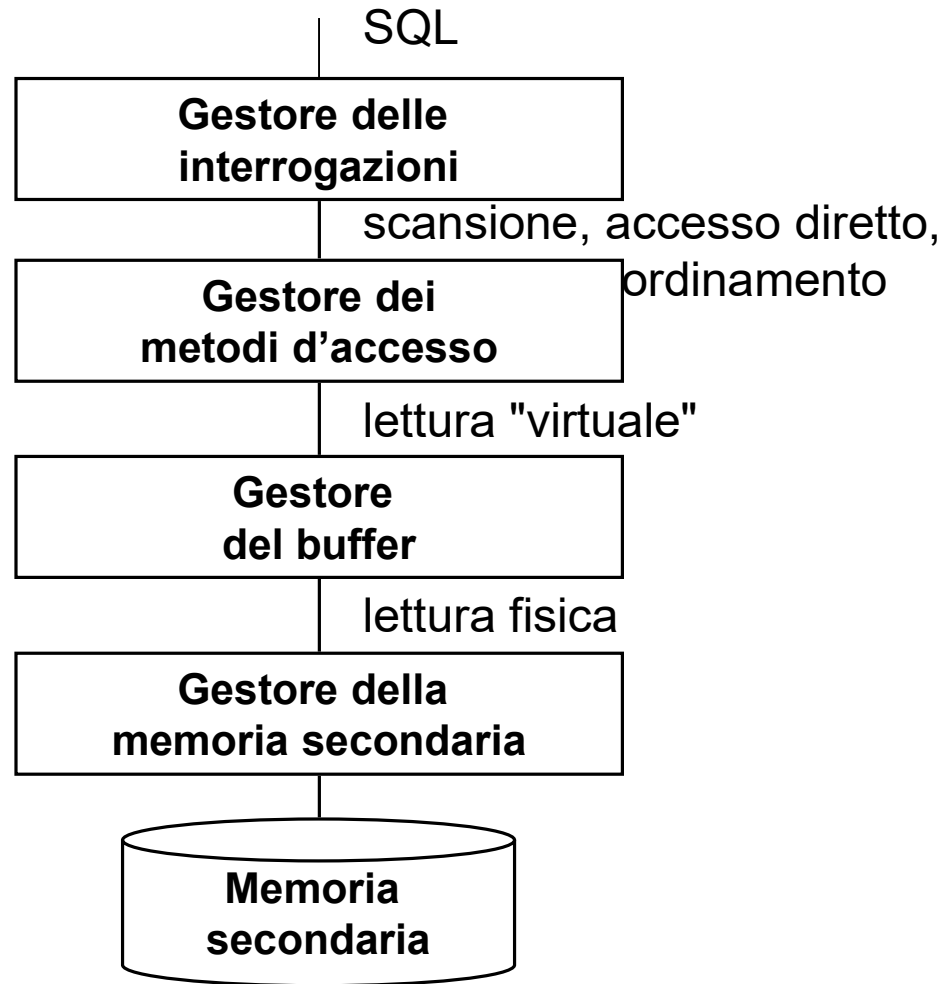 SQL
Gestore delle
interrogazioni
scansione, accesso diretto,
ordinamento
Gestore dei
metodi d’accesso
lettura "virtuale"
Gestore
del buffer
lettura fisica
Gestore della
memoria secondaria
Memoria
secondaria